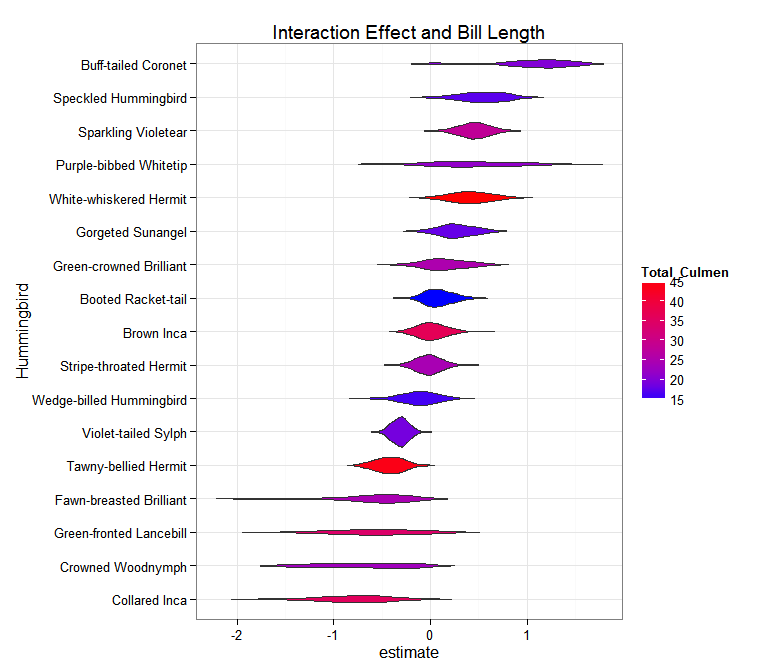 Interaction Effect and Bill Length
Hummingbird
Buff-tailed Coronet
Speckled Hummingbird
Sparkling Violetear
Purple-bibbed Whitetip
White-whiskered Hermit
Gorgeted Sunangel
Green-crowned Brilliant
Booted Racket-tail
Brown Inca
Stripe-throated Hermit
Wedge-billed Hummingbird
Violet-tailed Sylph
Tawny-bellied Hermit
Fawn-breasted Brilliant
Green-fronted Lancebill
Crowned Woodnymph
Collared Inca
-2 -1 0 1
estimate
Total_Culmen
45
40
35
30
25
20
15